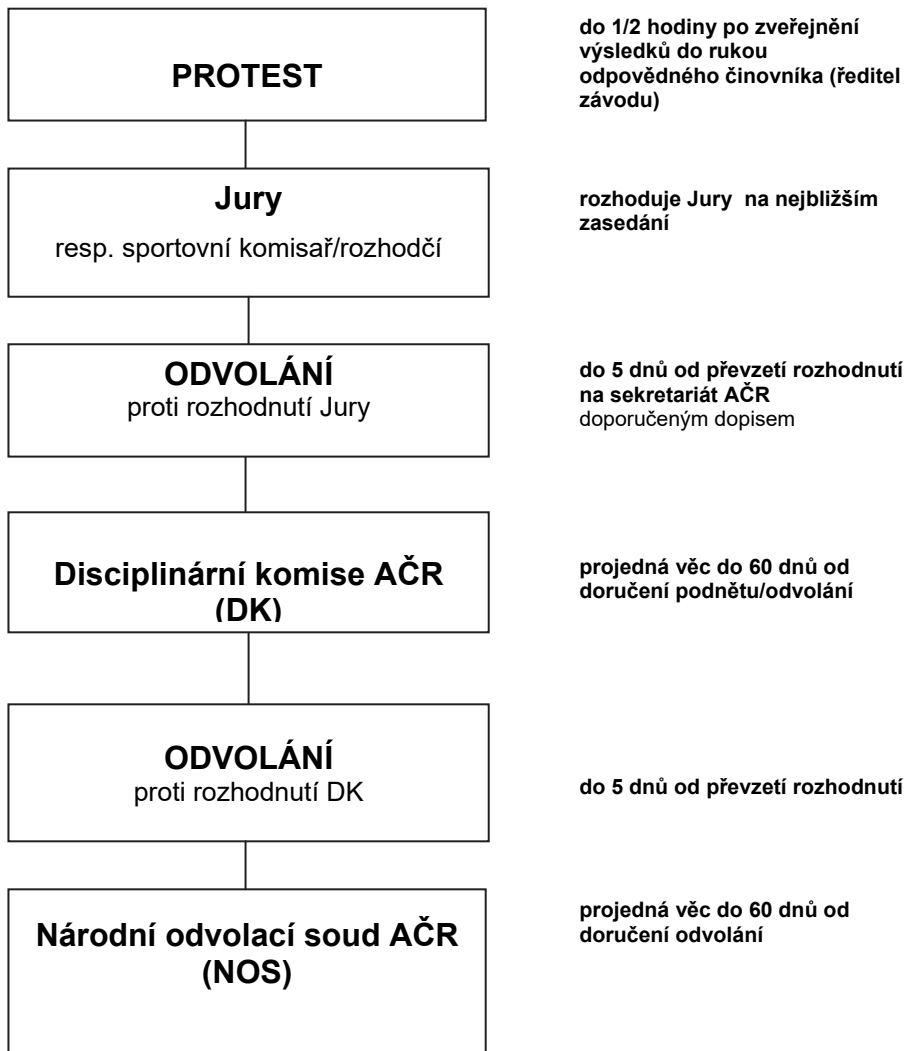 PROTEST
do 1/2 hodiny po zveřejnění
výsledků do rukou
odpovědného činovníka (ředitel
závodu)
Jury
resp. sportovní komisař/rozhodčí
rozhoduje Jury na nejbližším
zasedání
ODVOLÁNÍ
proti rozhodnutí Jury
do 5 dnů od převzetí rozhodnutí
na sekretariát AČR
doporučeným dopisem
Disciplinární komise AČR
(DK)
projedná věc do 60 dnů od
doručení podnětu/odvolání
ODVOLÁNÍ
proti rozhodnutí DK
do 5 dnů od převzetí rozhodnutí
Národní odvolací soud AČR
(NOS)
projedná věc do 60 dnů od
doručení odvolání